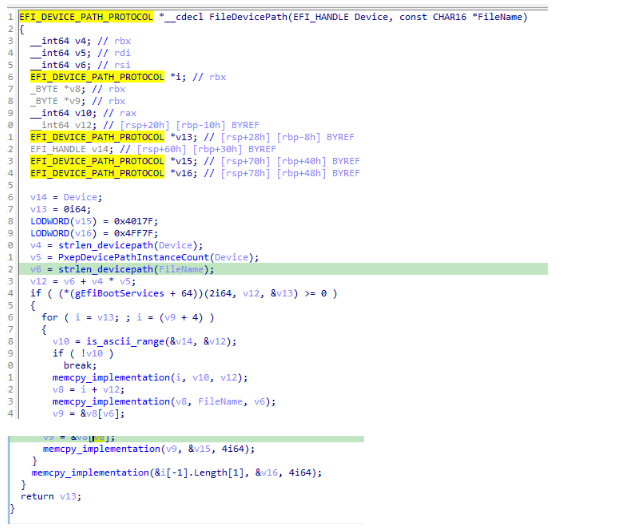 1 EFI_DEVICE_PATH_PROTOCOL *__cdecl FileDevicePath(EFI_HANDLE Device, const CHAR16 *FileName)
2 {
3 __int64 v4; // rbx
4 __int64 v5; // rdi
5 __int64 v6; // rsi
6 EFI_DEVICE_PATH_PROTOCOL *i; // rbx
7 _BYTE *v8; // rbx
8 _BYTE *v9; // rbx
9 __int64 v10; // rax
0 __int64 v12; // [rsp+20h] [rbp-10h] BYREF
1 EFI_DEVICE_PATH_PROTOCOL *v13; // [rsp+28h] [rbp-8h] BYREF
2 EFI_HANDLE v14; // [rsp+60h] [rbp+30h] BYREF
3 EFI_DEVICE_PATH_PROTOCOL *v15; // [rsp+70h] [rbp+40h] BYREF
4 EFI_DEVICE_PATH_PROTOCOL *v16; // [rsp+78h] [rbp+48h] BYREF
5
6 v14 = Device;
7 v13 = 0i64;
8 LODWORD(v15) = 0x4017F;
9 LODWORD(v16) = 0x4FF7F;
0 v4 = strlen_devicepath(Device);
1 v5 = PxepDevicePathInstanceCount(Device);
2 v6 = strlen_devicepath(FileName);
3 v12 = v6 + v4 * v5;
4 if ( (*(gEfiBootServices + 64))(2i64, v12, &v13) >= 0 )
5 {
6 for ( i = v13; ; i = (v9 + 4) )
7 {
8 v10 = is_ascii_range(&v14, &v12);
9 if ( !v10 )
0 break;
1 memcpy_implementation(i, v10, v12);
2 v8 = i + v12;
3 memcpy_implementation(v8, FileName, v6);
4 v9 = &v8[v6];
v9 = &v8[v6];
memcpy_implementation(v9, &v15, 4i64);
}
memcpy_implementation(&i[-1].Length[1], &v16, 4i64);
}
return v13;
}